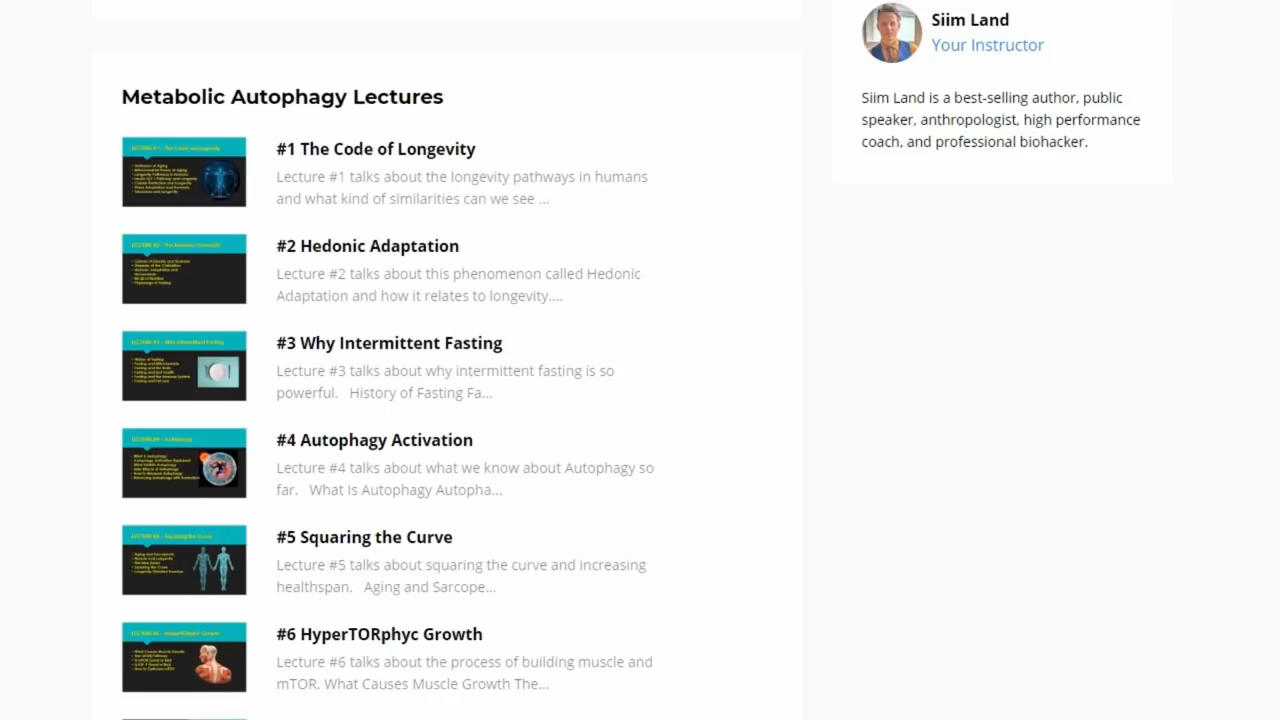 Siim Land
Your Instructor
Siim Land is a best-selling author, public
speaker, anthropologist, high performance
coach, and professional biohacker.
Metabolic Autophagy Lectures
#1 The Code of Longevity
Lecture #1 talks about the longevity pathways in humans
and what kind of similarities can we see ...
#2 Hedonic Adaptation
Lecture #2 talks about this phenomenon called Hedonic
Adaptation and how it relates to longevity....
#3 Why Intermittent Fasting
Lecture #3 talks about why intermittent fasting is so
powerful. History of Fasting Fa...
#4 Autophagy Activation
Lecture #4 talks about what we know about Autophagy so
far. What Is Autophagy Autopha...
#5 Squaring the Curve
Lecture #5 talks about squaring the curve and increasing
healthspan. Aging and Sarcope...
#6 HyperTORphyc Growth
Lecture #6 talks about the process of building muscle and
mTOR. What Causes Muscle Growth The...